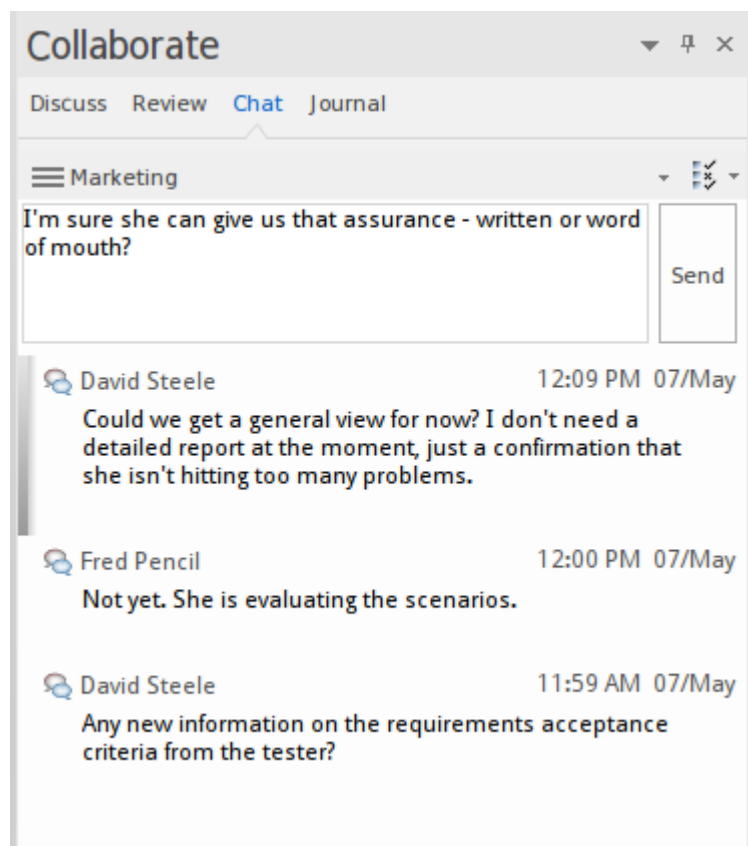 Collaborate
Discuss Review Chat Journal
Marketing
I'm sure she can give us that assurance - written or word
of mouth?
Send
David Steele 12:09 PM 07/May
Could we get a general view for now? I don't need a
detailed report at the moment, just a confirmation that
she isn't hitting too many problems.
Fred Pencil 12:00 PM 07/May
Not yet. She is evaluating the scenarios.
David Steele 11:59 AM 07/May
Any new information on the requirements acceptance
criteria from the tester?